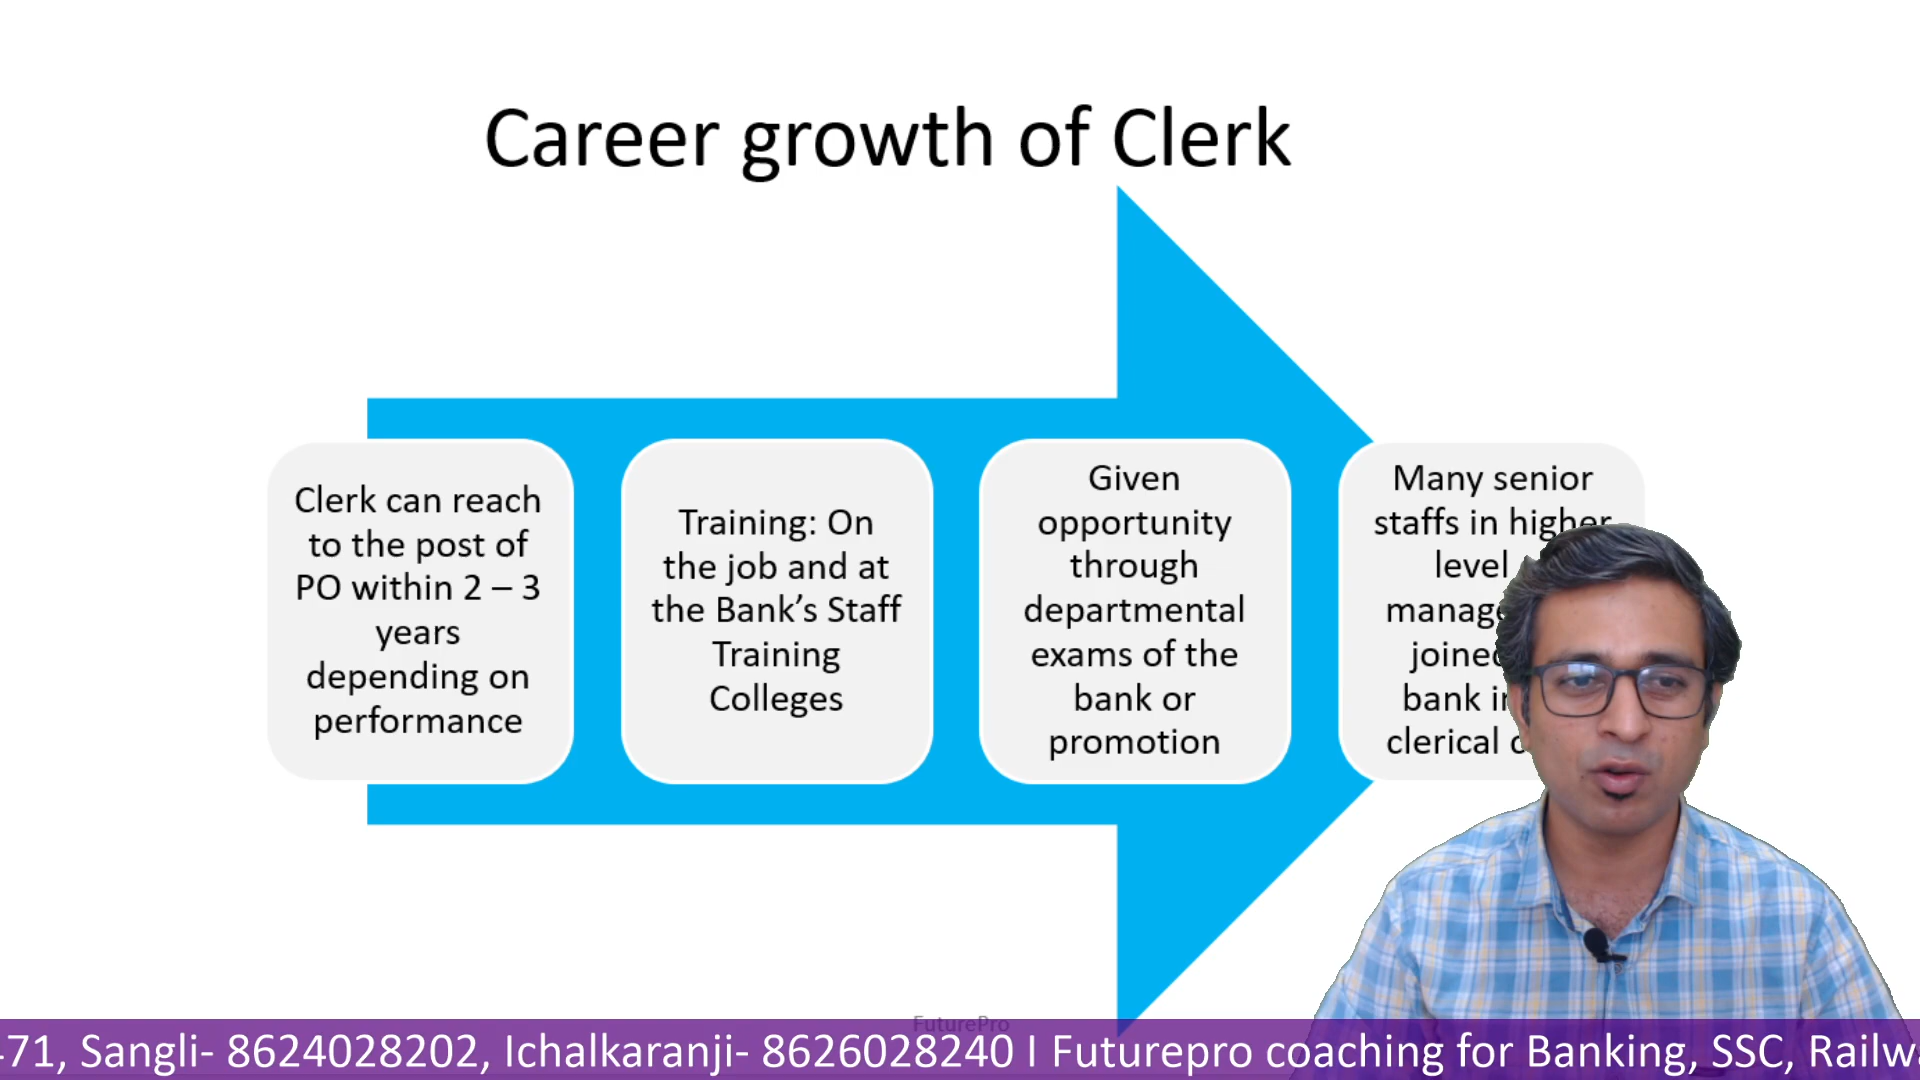 Career growth of Clerk
Clerk can reach
to the post of
PO within 2 – 3
years
depending on
performance
Training: On
the job and at
the Bank’s Staff
Training
Colleges
Given
opportunity
through
departmental
exams of the
bank or
promotion
Many senior
staffs in higher
level
joined
bank
clerical
FuturePro
71, Sangli- 8624028202, Ichalkaranji- 8626028240 I Futurepro coaching for Banking, SSC,